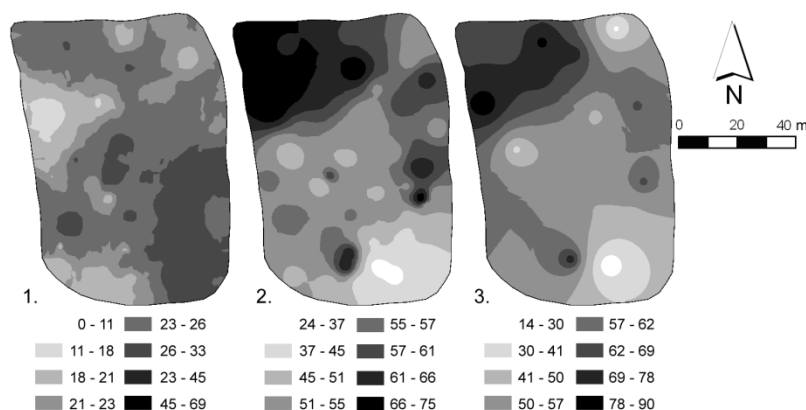 N
0 20 40 m
1. 2. 3.
0 - 11 23 - 26 24 - 37 55 - 57 14 - 30 57 - 62
11 - 18 26 - 33 37 - 45 57 - 61 30 - 41 62 - 69
18 - 21 23 - 45 45 - 51 61 - 66 41 - 50 69 - 78
21 - 23 45 - 69 51 - 55 66 - 75 50 - 57 78 - 90